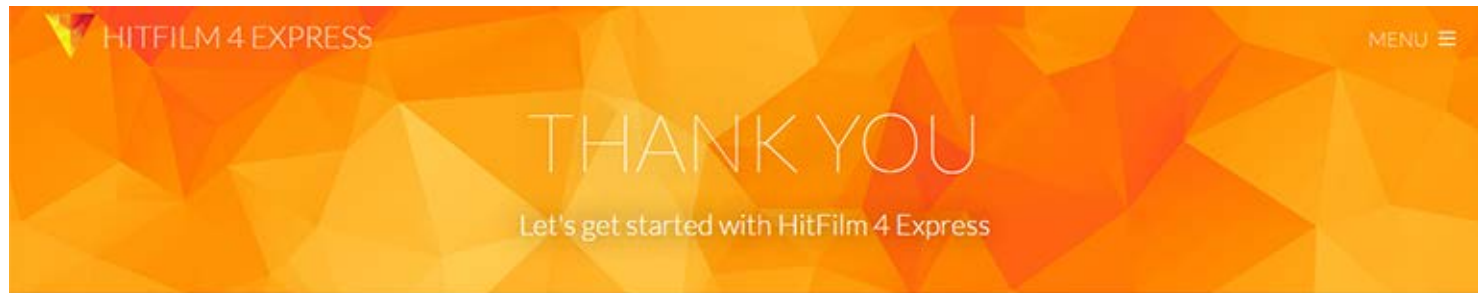 HITFILM 4 EXPRESS
MENU
THANK YOU
Let's get started with HitFilm 4 Express